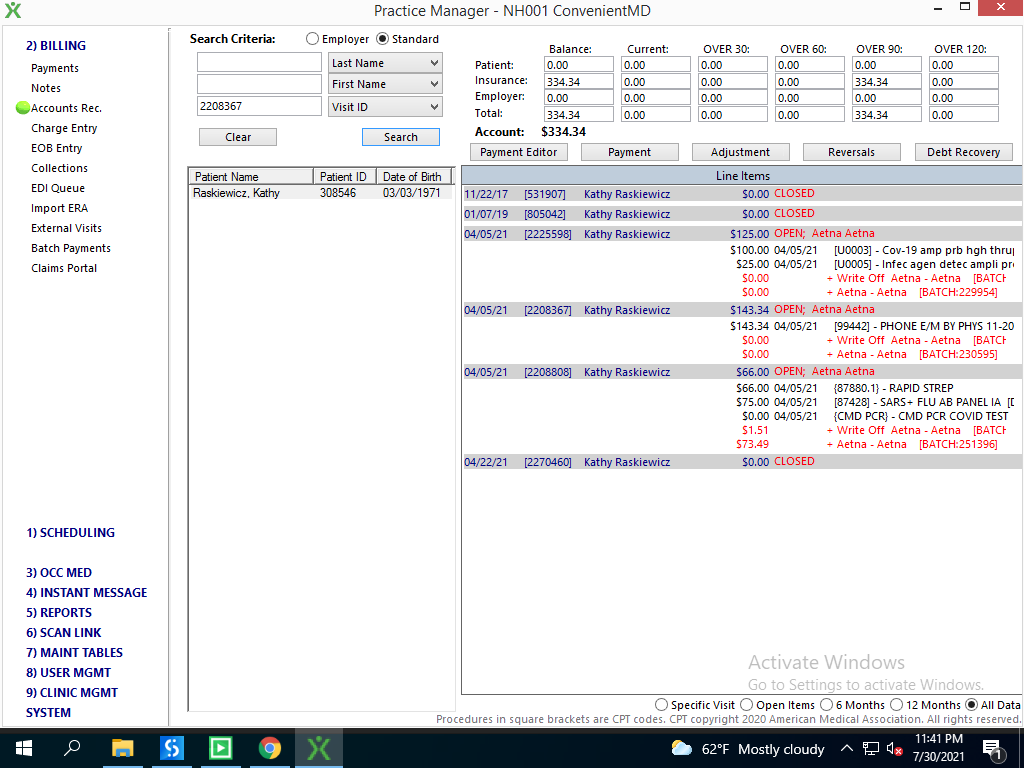 Practice Manager - NH001 ConvenientMD
2) BILLING
Payments
Notes
Accounts Rec.
Charge Entry
EOB Entry
Collections
EDI Queue
Import ERA
External Visits
Batch Payments
Claims Portal
1) SCHEDULING
3) OCC MED
4) INSTANT MESSAGE
5) REPORTS
6) SCAN LINK
7) MAINT TABLES
8) USER MGMT
9) CLINIC MGMT
SYSTEM
Search Criteria: Employer Standard
Last Name
First Name
2208367 Visit ID
Clear Search
Patient Name Patient ID Date of Birth
Raskiewicz, Kathy 308546 03/03/1971
Balance: Current: OVER 30: OVER 60: OVER 90: OVER 120:
Patient: 0.00 0.00 0.00 0.00 0.00 0.00
Insurance: 334.34 0.00 0.00 0.00 334.34 0.00
Employer: 0.00 0.00 0.00 0.00 0.00 0.00
Total: 334.34 0.00 0.00 0.00 334.34 0.00
Account: $334.34
Payment Editor Payment Adjustment Reversals Debt Recovery
Line Items
11/22/17 [531907] Kathy Raskiewicz $0.00 CLOSED
01/07/19 [805042] Kathy Raskiewicz $0.00 CLOSED
04/05/21 [2225598] Kathy Raskiewicz $125.00 OPEN; Aetna Aetna
$100.00 04/05/21 [U0003] - Cov-19 amp prb hgh thrup
$25.00 04/05/21 [U0005] - Infec agen detec ampli pro
$0.00 + Write Off Aetna - Aetna [BATCH
$0.00 + Aetna - Aetna [BATCH:229954]
04/05/21 [2208367] Kathy Raskiewicz $143.34 OPEN; Aetna Aetna
$143.34 04/05/21 [99442] - PHONE E/M BY PHYS 11-20
$0.00 + Write Off Aetna - Aetna [BATCH
$0.00 + Aetna - Aetna [BATCH:230595]
04/05/21 [2208808] Kathy Raskiewicz $66.00 OPEN; Aetna Aetna
$66.00 04/05/21 {87880.1} - RAPID STREP
$75.00 04/05/21 [87428] - SARS+ FLU AB PANEL IA [D
$0.00 04/05/21 {CMD PCR} - CMD PCR COVID TEST
$1.51 + Write Off Aetna - Aetna [BATCH
$73.49 + Aetna - Aetna [BATCH:251396]
04/22/21 [2270460] Kathy Raskiewicz $0.00 CLOSED
Activate Windows
Go to Settings to activate Windows.
Specific Visit Open Items 6 Months 12 Months All Data
Procedures in square brackets are CPT codes. CPT copyright 2020 American Medical Association. All rights reserved.
62°F Mostly cloudy
11:41 PM
7/30/2021
1